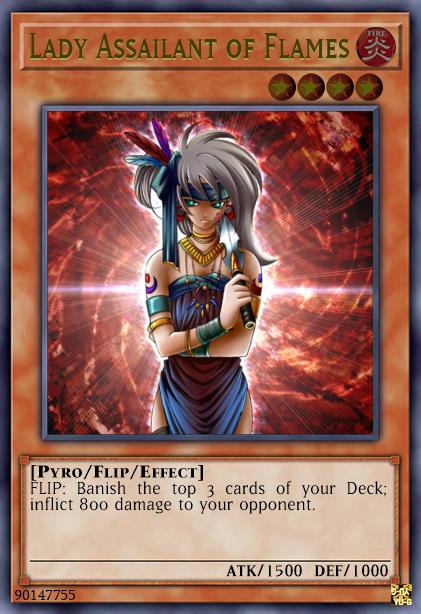 LADY ASSAILANT OF FLAMES
FIRE
炎
[PYRO/FLIP/EFFECT]
FLIP: Banish the top 3 cards of your Deck;
inflict 800 damage to your opponent.
ATK/1500 DEF/1000
90147755